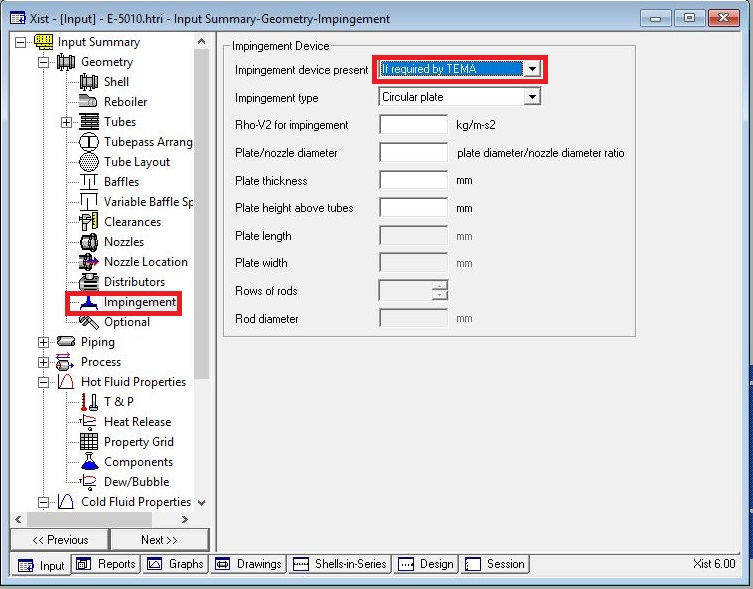 Xist - [Input] - E-5010.htri - Input Summary-Geometry-Impingement
Input Summary
Geometry
Shell
Reboiler
Tubes
Tubepass Arrang
Tube Layout
Baffles
Variable Baffle Sp
Clearances
Nozzles
Nozzle Location
Distributors
Impingement
Optional
Piping
Process
Hot Fluid Properties
T & P
Heat Release
Property Grid
Components
Dew/Bubble
Cold Fluid Properties
<< Previous
Next >>
Impingement Device
Impingement device present If required by TEMA
Impingement type Circular plate
Rho-V2 for impingement kg/m-s2
Plate/nozzle diameter plate diameter/nozzle diameter ratio
Plate thickness mm
Plate height above tubes mm
Plate length mm
Plate width mm
Rows of rods
Rod diameter mm
Input Reports Graphs Drawings Shells-in-Series Design Session Xist 6.00